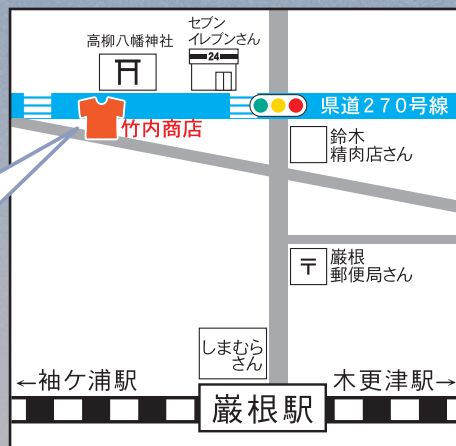 セブン
イレブンさん
高柳八幡神社
24
県道270号線
竹内商店
鈴木
精肉店さん
〒
巌根
郵便局さん
しまむら
さん
←袖ケ浦駅
木更津駅→
巌根駅